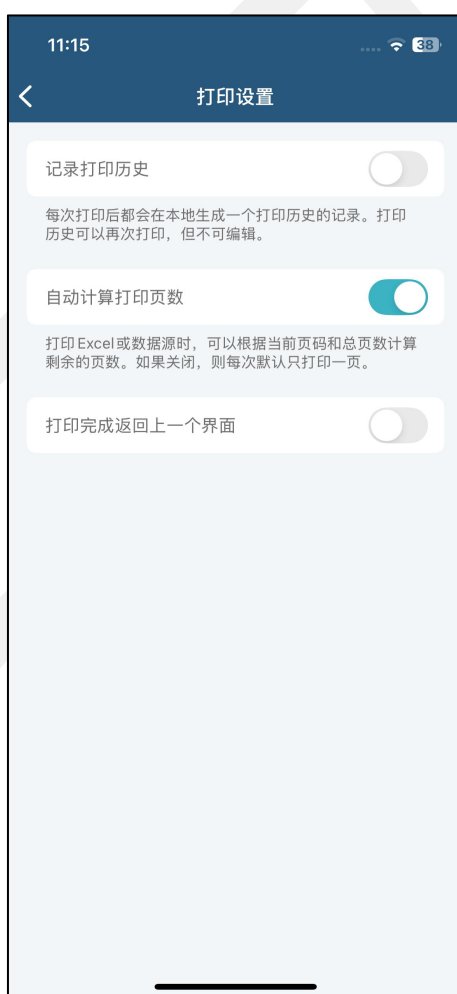 11:15
38
打印设置
记录打印历史
每次打印后都会在本地生成一个打印历史的记录。打印
历史可以再次打印，但不可编辑。
自动计算打印页数
打印Excel或数据源时，可以根据当前页码和总页数计算
剩余的页数。如果关闭，则每次默认只打印一页。
打印完成返回上一个界面